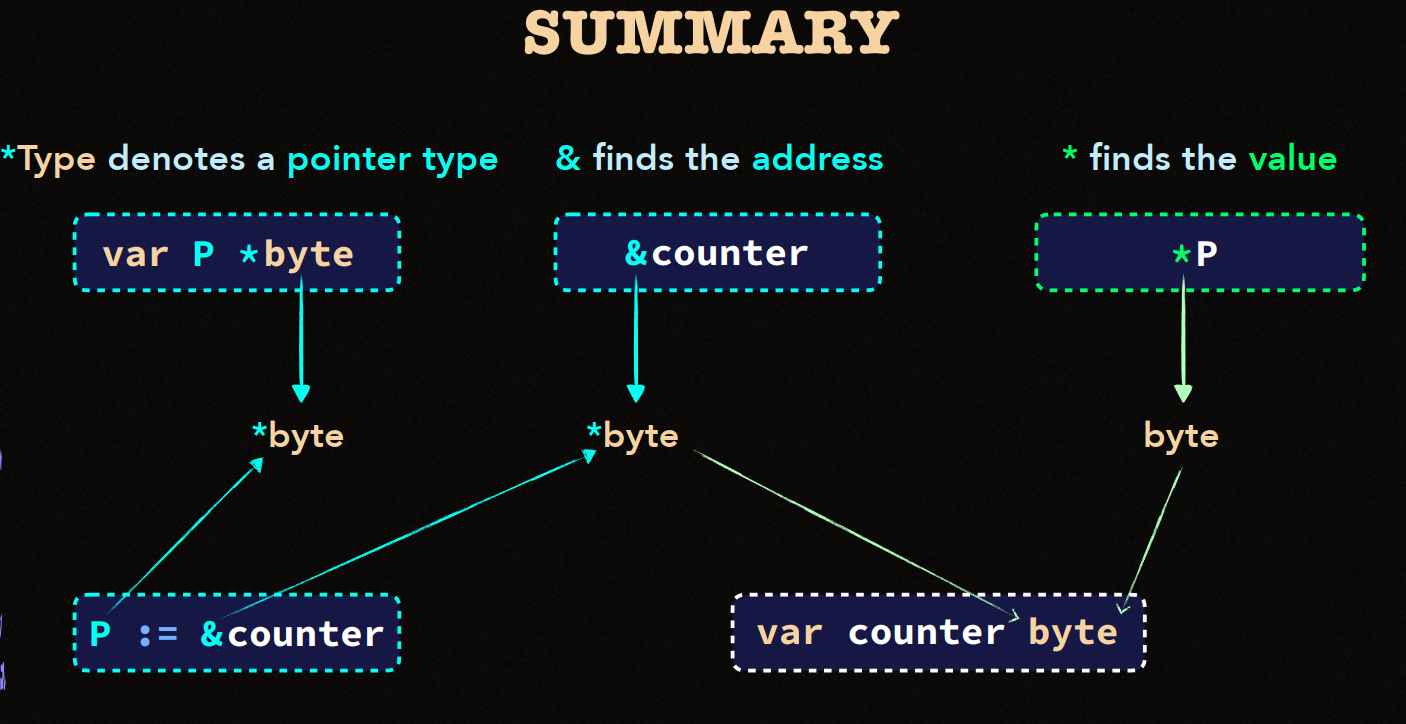 SUMMARY
*Type denotes a pointer type
& finds the address
* finds the value
var P *byte
&counter
*P
*byte
*byte
byte
P := &counter
var counter byte